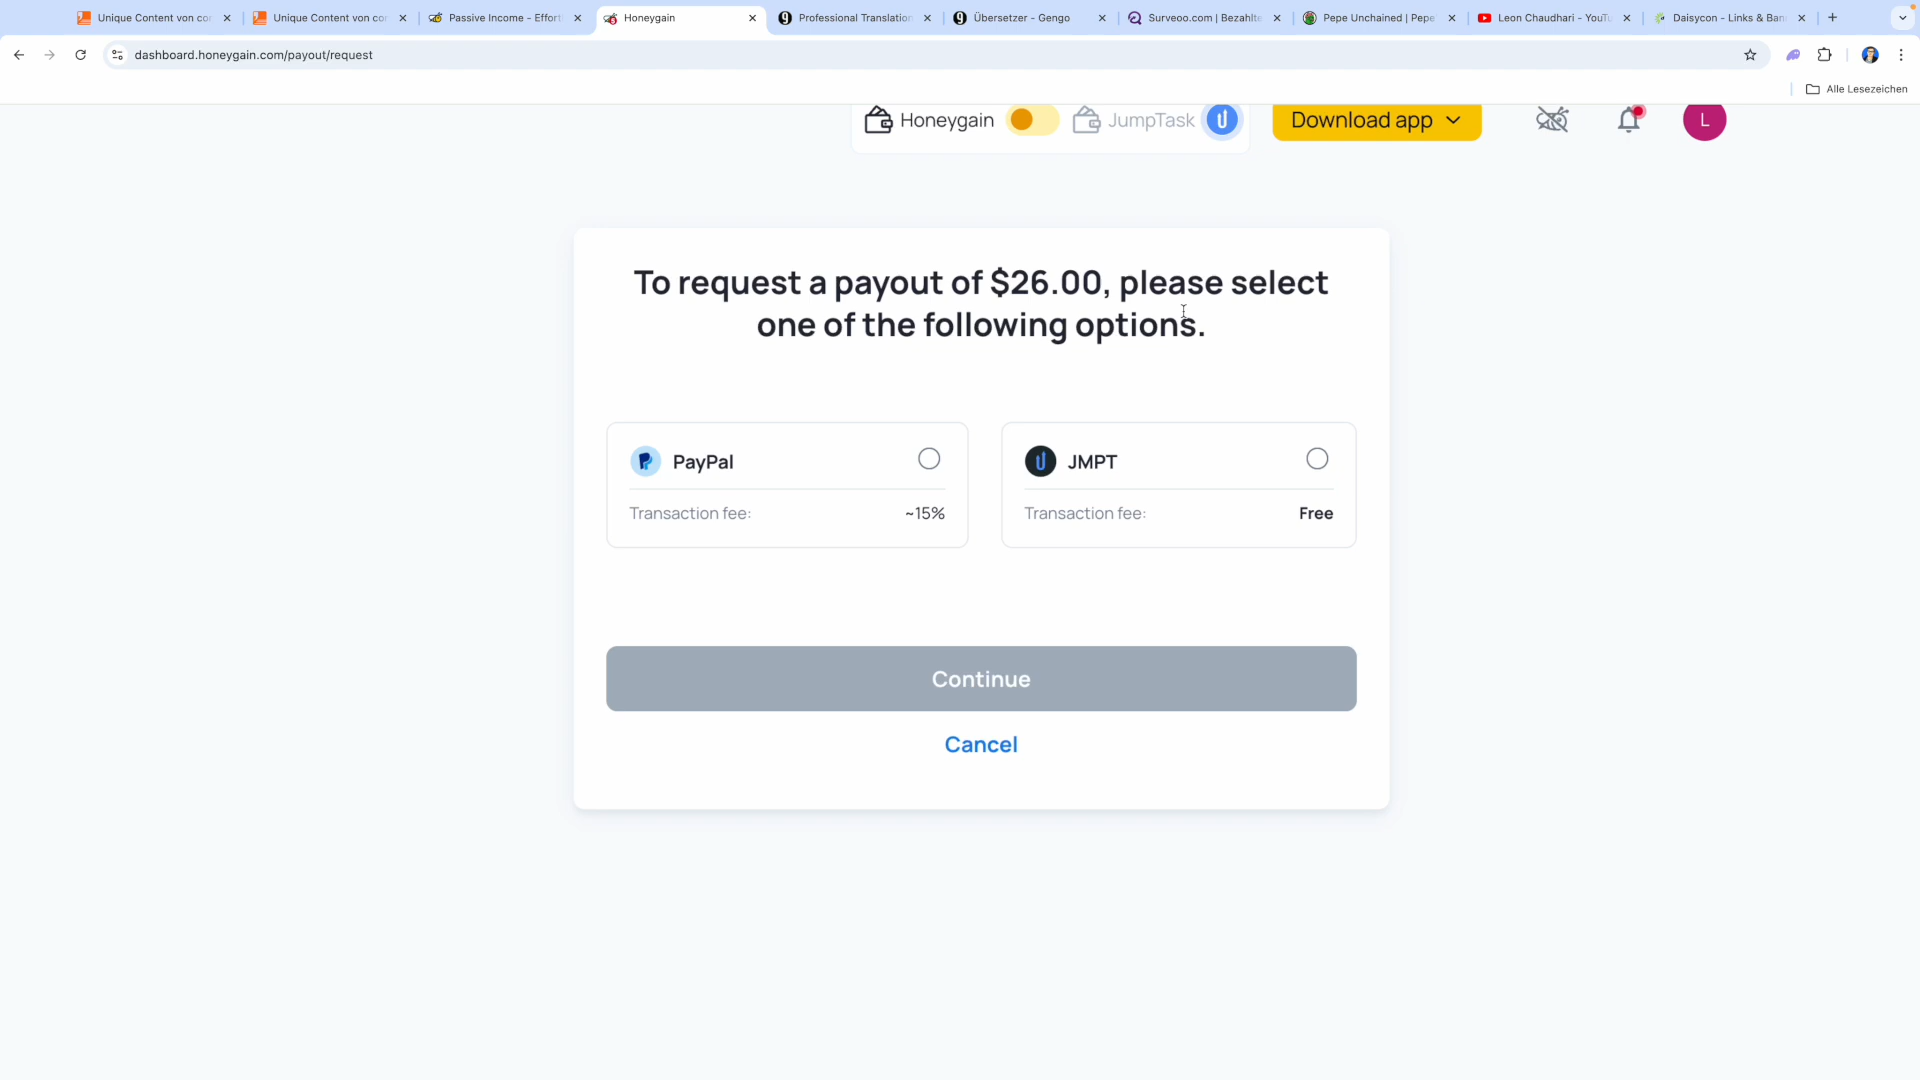 Unique Content von cor
Unique Content von cor
Passive Income - Effort
Honeygain
Professional Translation
Übersetzer - Gengo
Surveoo.com | Bezahlte
Pepe Unchained | Pepe
Leon Chaudhari - YouTu
Daisycon - Links & Ban
dashboard.honeygain.com/payout/request
Alle Lesezeichen
Honeygain
JumpTask
Download app
L
To request a payout of $26.00, please select
one of the following options.
PayPal
Transaction fee: ~15%
JMPT
Transaction fee: Free
Continue
Cancel